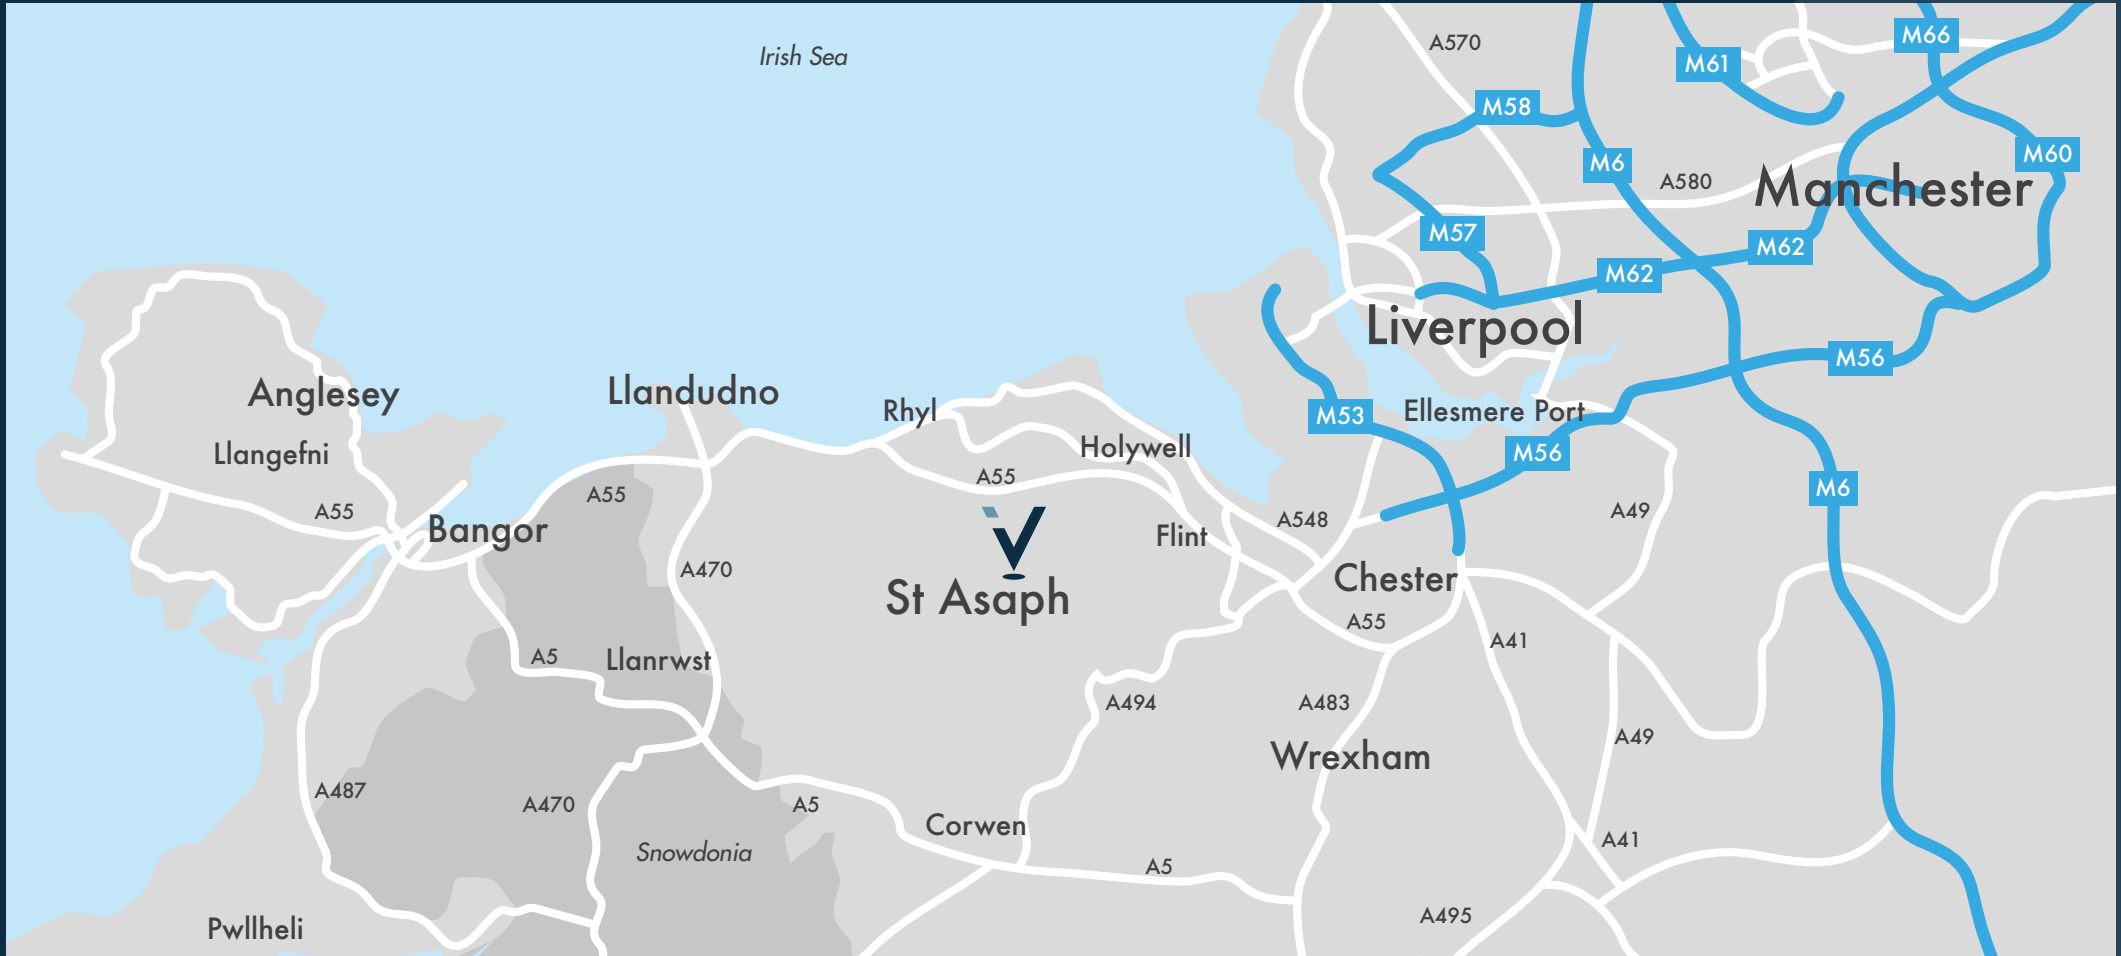 Irish Sea
A570
M66
M61
M58
M60
M6
A580
Manchester
M57
M62
M62
Liverpool
M56
Anglesey
Llandudno
Rhyl
M53
Ellesmere Port
Llangefni
Holywell
M56
A55
A55
M6
A55
A49
A548
Bangor
Flint
A470
Chester
St Asaph
A55
A41
A5
Llanrwst
A494
A483
A49
Wrexham
A487
A470
A5
Corwen
A41
Snowdonia
A5
A495
Pwllheli